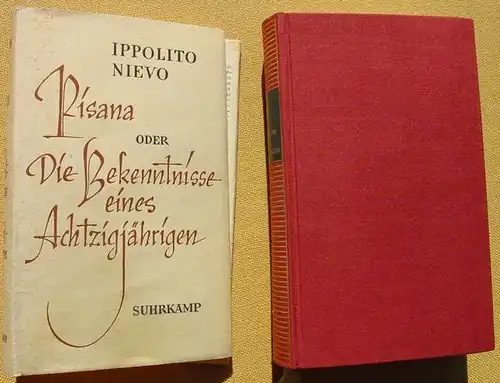 IPPOLITO
NIEVO
Pisana
ODER
Die Bekenntnisse
eines
Achtzigjährigen
SUHRKAMP